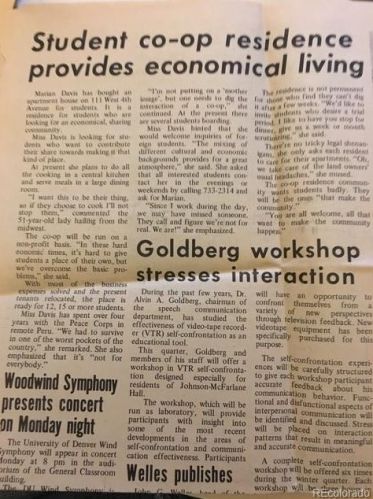 Student co-op residence
provides economical living
Marian Davis has bought an
apartment house on 111 West 4th
Avenue for students. It is a
residence for students who are
looking for an economical, sharing
community.
Miss Davis is looking for stu-
dents who want to contribute
their share towards making it that
kind of place.
At present she plans to do all
the cooking in a central kitchen
and serve meals in a large dining
room.
"I want this to be their thing,
so if they choose to cook I'll not
stop them," commented the
51-year-old lady hailing from the
midwest.
The co-op will be run on a
non-profit basis. "In these hard
economic times, it's hard to give
students a place of their own, but
we've overcome the basic pro-
blems," she said.
With most of the business
expenses solved and the present
tenants relocated, the place is
ready for 12, 15 or more students.
Miss Davis has spent over four
years with the Peace Corps in
remote Peru. "We had to survive
in one of the worst pockets of the
country," she remarked. She also
emphasized that it's "not for
everybody."
"I'm not putting on a 'mother
image', but one needs to dig the
interaction of a co-op," she
continued. At the present there
are several students boarding.
Miss Davis hinted that she
would welcome inquiries for sin-
gle students. "The mixing of
different cultural and economic
backgrounds provides for a great
atmosphere," she said. She asked
that all interested students con-
tact her in the evenings or
weekends by calling 733-2314 and
ask for Marian.
"Since I work during the day,
we may have missed someone.
They call and figure we're not for
real. We are!" she emphasized.
The residence is not permanent
for those who find they can't dig
it after a few weeks. "We'd like to
students who desire a trial
period. I like to have you stop for
dinner, give us a week or month
she said.
There's no tricky legal strategy,
she only asks each resident
to care for their apartments. "Oh,
we take care of the land owners'
usual headaches," she mused.
The co-op residence commun-
ity wants students badly. They
will be the ones "that make the
community."
"You are all welcome, all that
want to make the community
happen."
Goldberg workshop
stresses interaction
During the past few years, Dr.
Alvin A. Goldberg, chairman of
the speech communication
department, has studied the
effectiveness of video-tape record-
er (VTR) self-confrontation as an
educational tool.
This quarter, Goldberg and
members of his staff will offer a
workshop in VTR self-confronta-
tion designed especially for
residents of Johnson-McFarlane
Hall.
The workshop, which will be
run as laboratory, will provide
participants with insight into
some of the most recent
developments in the areas of
self-confrontation and communi-
cation effectiveness. Participants
will have an opportunity to
confront themselves from a
variety of new perspectives
through television feedback. New
videotape equipment has been
specifically purchased for this
purpose.
The self-confrontation exper-
iences will be carefully structured
to give each workshop participant
accurate feedback about his
communication behavior. Func-
tional and dysfunctional aspects of
interpersonal communication will
be identified and discussed. Stress
will be placed on interaction
patterns that result in meaningful
and accurate communication.
A complete self-confrontation
workshop will be offered six times
during the winter quarter. Each
workshop will be three hours in
Woodwind Symphony
presents concert
on Monday night
The University of Denver Wind
Symphony will appear in concert
Monday at 8 pm in the audi-
torium of the General Classroom
Building.
The DU Wind Symphony is
Welles publishes
REcolorado